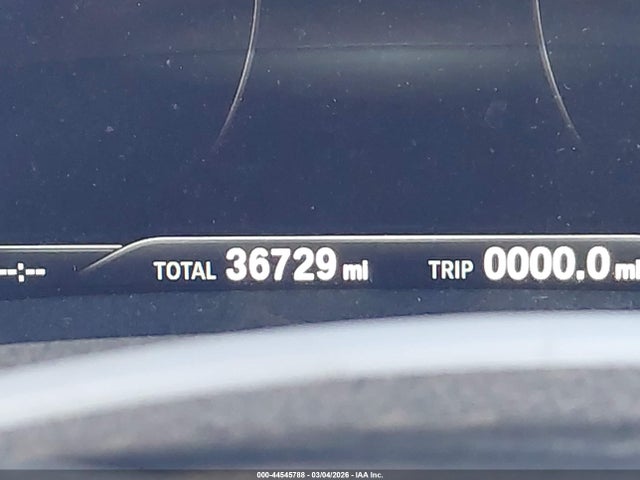 --:-- TOTAL 36729 mi TRIP 0000.0 mi
000-44545788 - 03/04/2026 - IAA Inc.